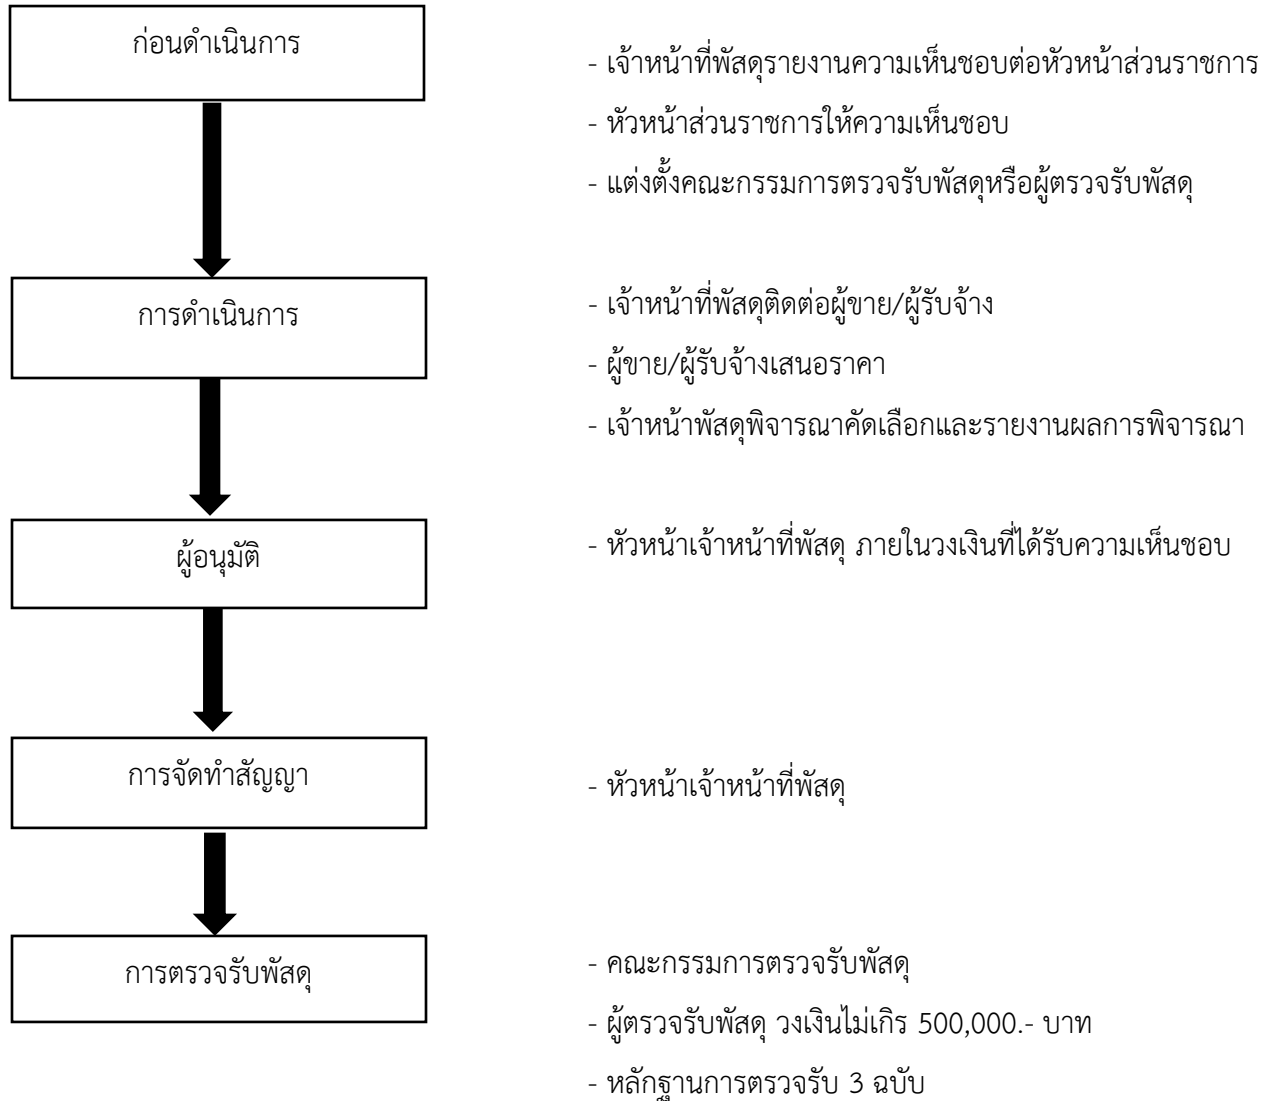 ก่อนดำเนินการ
- เจ้าหน้าที่พัสดุรายงานความเห็นชอบต่อหัวหน้าส่วนราชการ
- หัวหน้าส่วนราชการให้ความเห็นชอบ
- แต่งตั้งคณะกรรมการตรวจรับพัสดุหรือผู้ตรวจรับพัสดุ
การดำเนินการ
- เจ้าหน้าที่พัสดุติดต่อผู้ขาย/ผู้รับจ้าง
- ผู้ขาย/ผู้รับจ้างเสนอราคา
- เจ้าหน้าพัสดุพิจารณาคัดเลือกและรายงานผลการพิจารณา
ผู้อนุมัติ
- หัวหน้าเจ้าหน้าที่พัสดุ ภายในวงเงินที่ได้รับความเห็นชอบ
การจัดทำสัญญา
- หัวหน้าเจ้าหน้าที่พัสดุ
การตรวจรับพัสดุ
- คณะกรรมการตรวจรับพัสดุ
- ผู้ตรวจรับพัสดุ วงเงินไม่เกิร 500,000.- บาท
- หลักฐานการตรวจรับ 3 ฉบับ